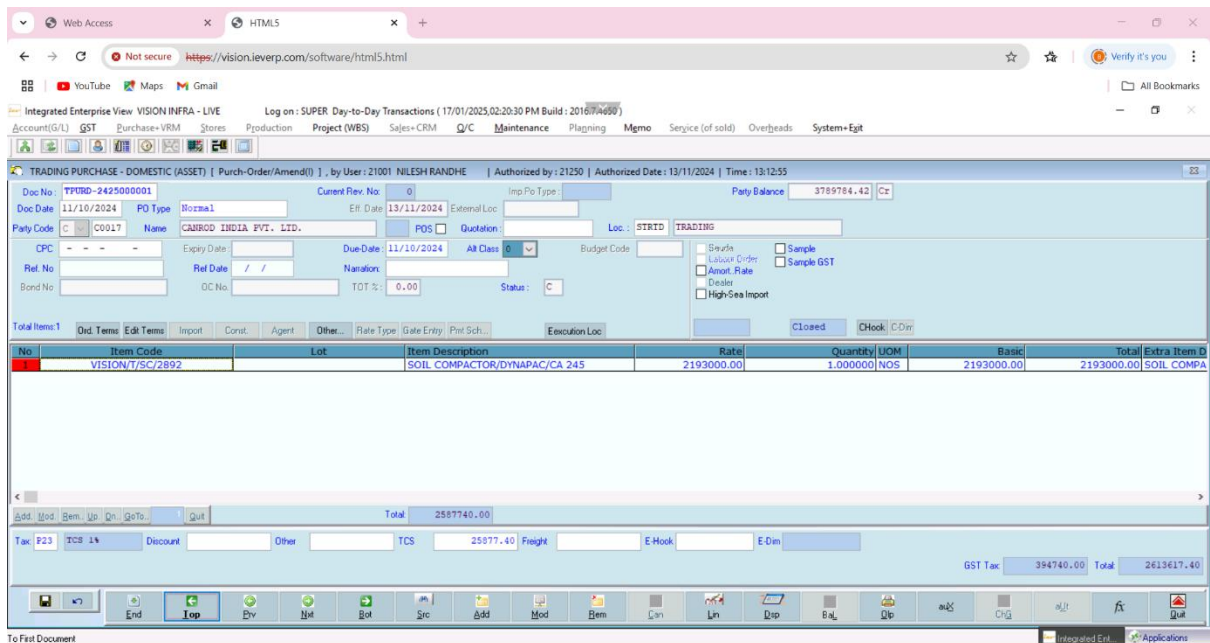 Web Access
HTML5
Not secure https://vision.ieverp.com/software/html5.html
Verify it's you
YouTube Maps Gmail
All Bookmarks
Integrated Enterprise View VISION INFRA - LIVE Log on : SUPER Day-to-Day Transactions ( 17/01/2025,02:20:30 PM Build : 2016.7.4650 )
Account(G/L) GST Purchase+VRM Stores Production Project (WBS) Sales+CRM Q/C Maintenance Planning Memo Service (of sold) Overheads System+Exit
TRADING PURCHASE - DOMESTIC (ASSET) [ Purch-Order/Amend(I) ] , by User : 21001 NILESH RANDHE | Authorized by : 21250 | Authorized Date : 13/11/2024 | Time : 13:12:55
Doc No : TPURD-2425000001 Current Rev. No: 0 Imp.Po Type : Party Balance 3789784.42 Cr
Doc Date 11/10/2024 PO Type Normal Eff. Date 13/11/2024 External Loc
Party Code C C0017 Name CANROD INDIA PVT. LTD. POS Quotation : Loc. : STRTD TRADING
CPC - - - - Expiry Date: Due-Date: 11/10/2024 Alt Class 0 Budget Code Sauda Sample
Labour Order Sample GST
Ref. No Ref Date / / Narration: Amort. Rate
Bond No OC No. TOT %: 0.00 Status : C Dealer
High-Sea Import
Total Items:1 Ord. Terms Edit Terms Import Const. Agent Other... Rate Type Gate Entry Pmt Sch... Eexcution Loc Closed CHook C-Dim
No Item Code Lot Item Description Rate Quantity UOM Basic Total Extra Item D
VISION/T/SC/2892 SOIL COMPACTOR/DYNAPAC/CA 245 2193000.00 1.000000 NOS 2193000.00 2193000.00 SOIL COMPA
Add. Mod. Rem.. Up. Dn.. GoTo.. 1 Quit Total: 2587740.00
Tax: P23 TCS 1% Discount Other TCS 25877.40 Freight E-Hook E-Dim
GST Tax: 394740.00 Total: 2613617.40
End Top Prv Nxt Bot Src Add Mod Rem Can Lin Dsp BaL Dlp auX ChG aUt fx Quit
To First Document Integrated Ent... Applications